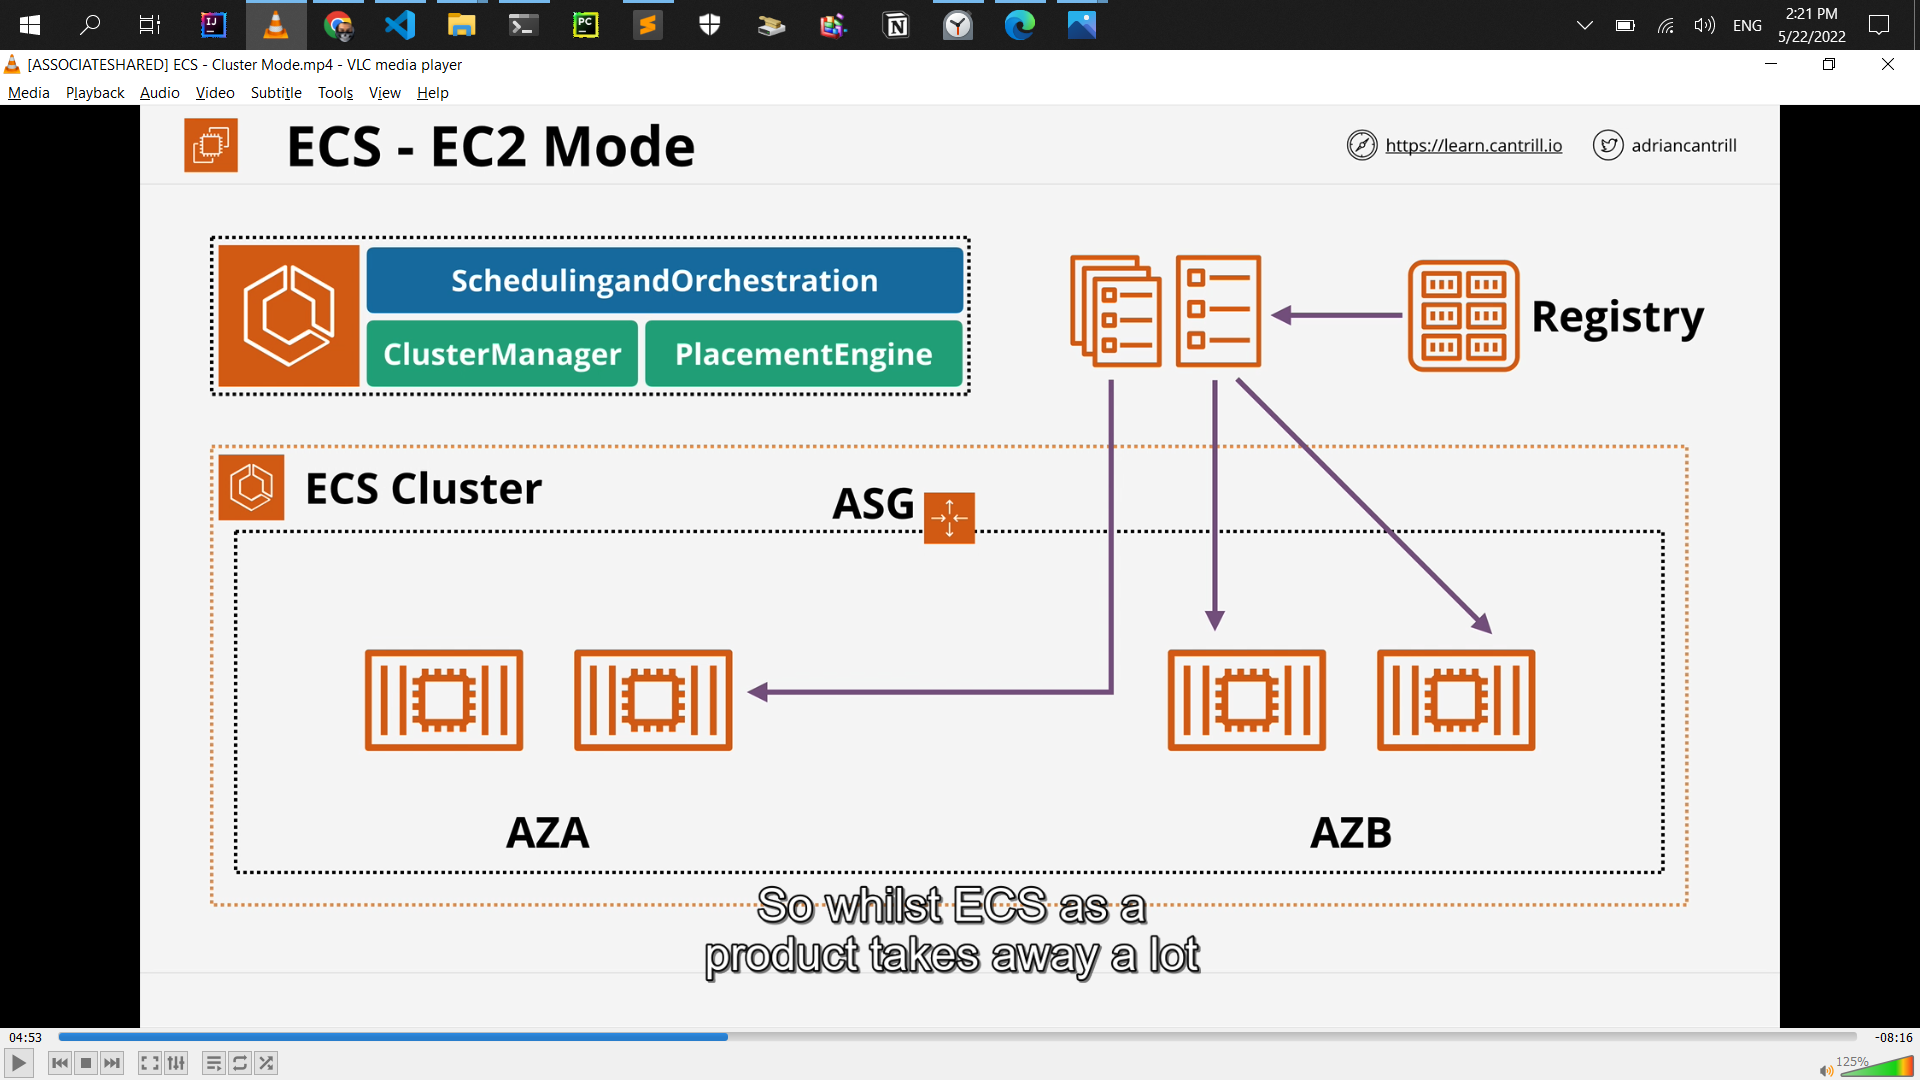 ENG
2:21 PM
5/22/2022
[ASSOCIATESHARED] ECS - Cluster Mode.mp4 - VLC media player
Media Playback Audio Video Subtitle Tools View Help
ECS - EC2 Mode
https://learn.cantrill.io
adriancantrill
SchedulingandOrchestration
ClusterManager
PlacementEngine
Registry
ECS Cluster
ASG
AZA
AZB
So whilst ECS as a
product takes away a lot
04:53
-08:16
125%